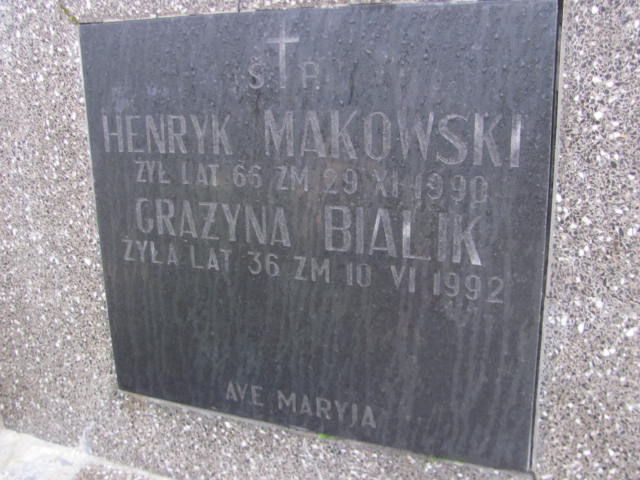 Ś P.
HENRYK MAKOWSKI
ŻYŁ LAT 66 ZM 29 XI 1990
GRAŻYNA BIALIK
ŻYŁA LAT 36 ZM 10 VI 1992
AVE MARYJA